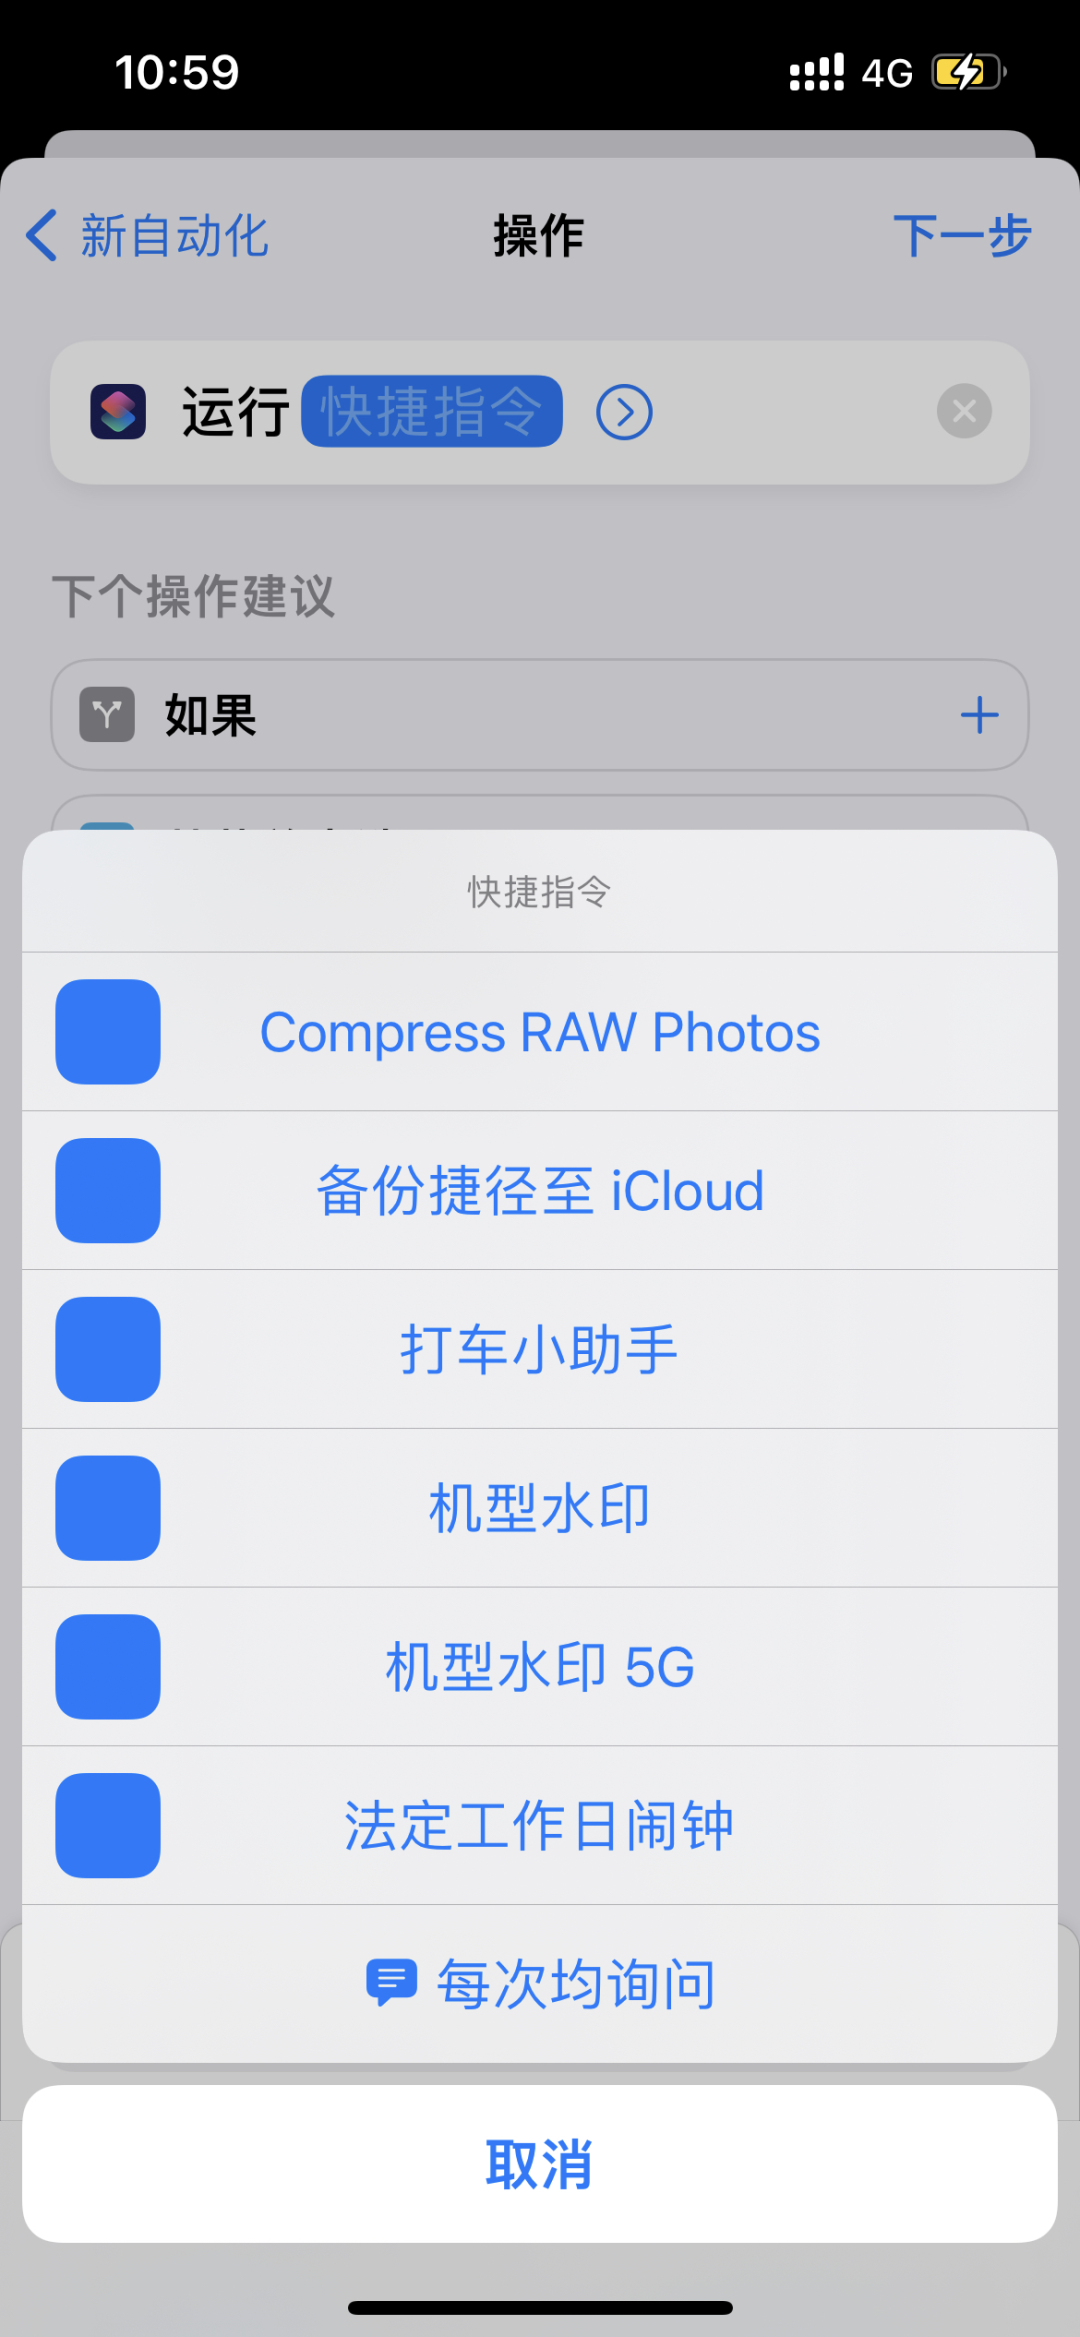 10:59
4G
新自动化
操作
下一步
运行 快捷指令
下个操作建议
如果
快捷指令
Compress RAW Photos
备份捷径至 iCloud
打车小助手
机型水印
机型水印 5G
法定工作日闹钟
每次均询问
取消